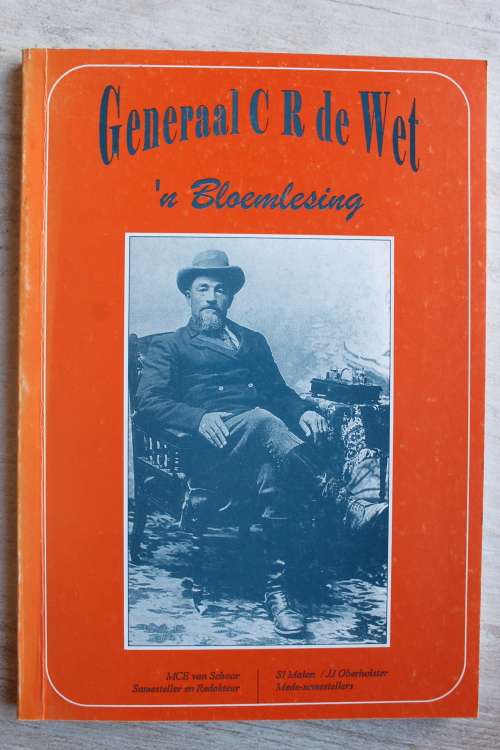 Generaal C R de Wet
'n Bloemlesing
MCE van Schoor
Samesteller en Redakteur
SI Malan / JJ Oberholster
Mede-samestellers